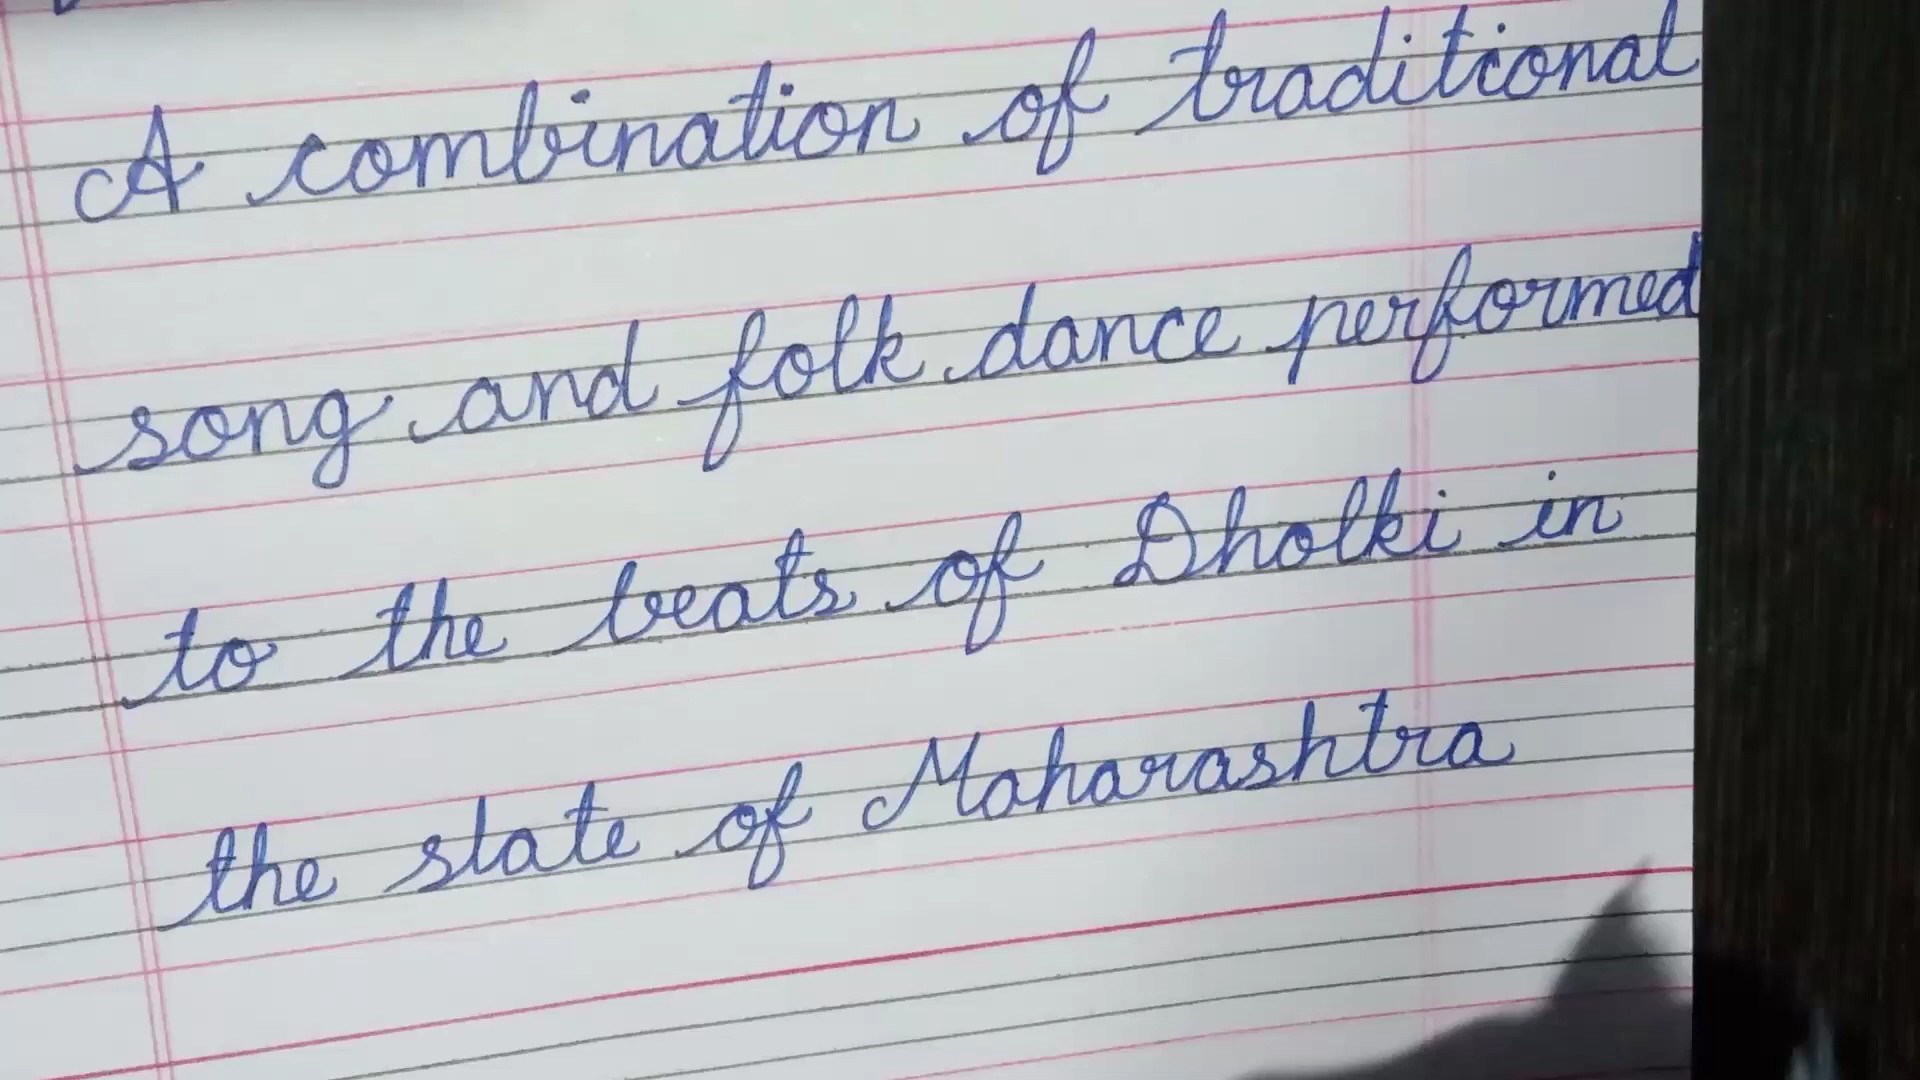 A combination of traditional
song and folk dance performed
to the beats of Dholki in
the state of Maharashtra